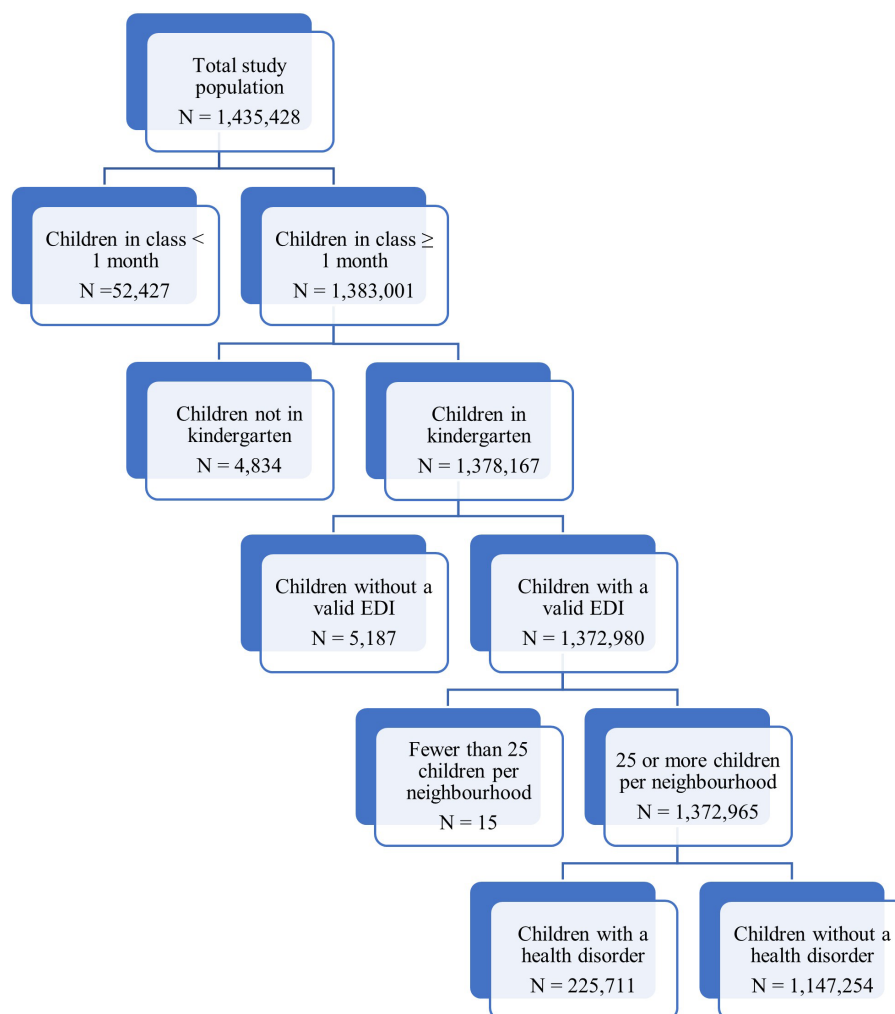 Total study
population
N = 1,435,428
Children in class <
1 month
N =52,427
Children in class ≥
1 month
N = 1,383,001
Children not in
kindergarten
N = 4,834
Children in
kindergarten
N = 1,378,167
Children without a
valid EDI
N = 5,187
Children with a
valid EDI
N = 1,372,980
Fewer than 25
children per
neighbourhood
N = 15
25 or more children
per neighbourhood
N = 1,372,965
Children with a
health disorder
N = 225,711
Children without a
health disorder
N = 1,147,254